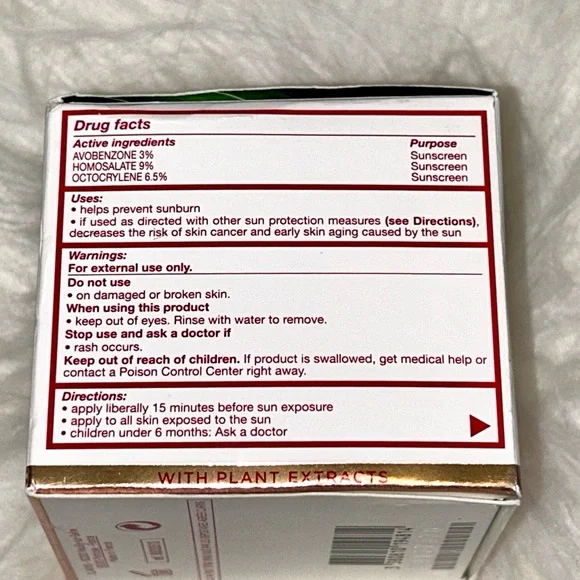 Drug facts
Active ingredients Purpose
AVOBENZONE 3% Sunscreen
HOMOSALATE 9% Sunscreen
OCTOCRYLENE 6.5% Sunscreen
Uses:
• helps prevent sunburn
• if used as directed with other sun protection measures (see Directions),
decreases the risk of skin cancer and early skin aging caused by the sun
Warnings:
For external use only.
Do not use
• on damaged or broken skin.
When using this product
• keep out of eyes. Rinse with water to remove.
Stop use and ask a doctor if
• rash occurs.
Keep out of reach of children. If product is swallowed, get medical help or
contact a Poison Control Center right away.
Directions:
• apply liberally 15 minutes before sun exposure
• apply to all skin exposed to the sun
• children under 6 months: Ask a doctor
WITH PLANT EXTRACTS